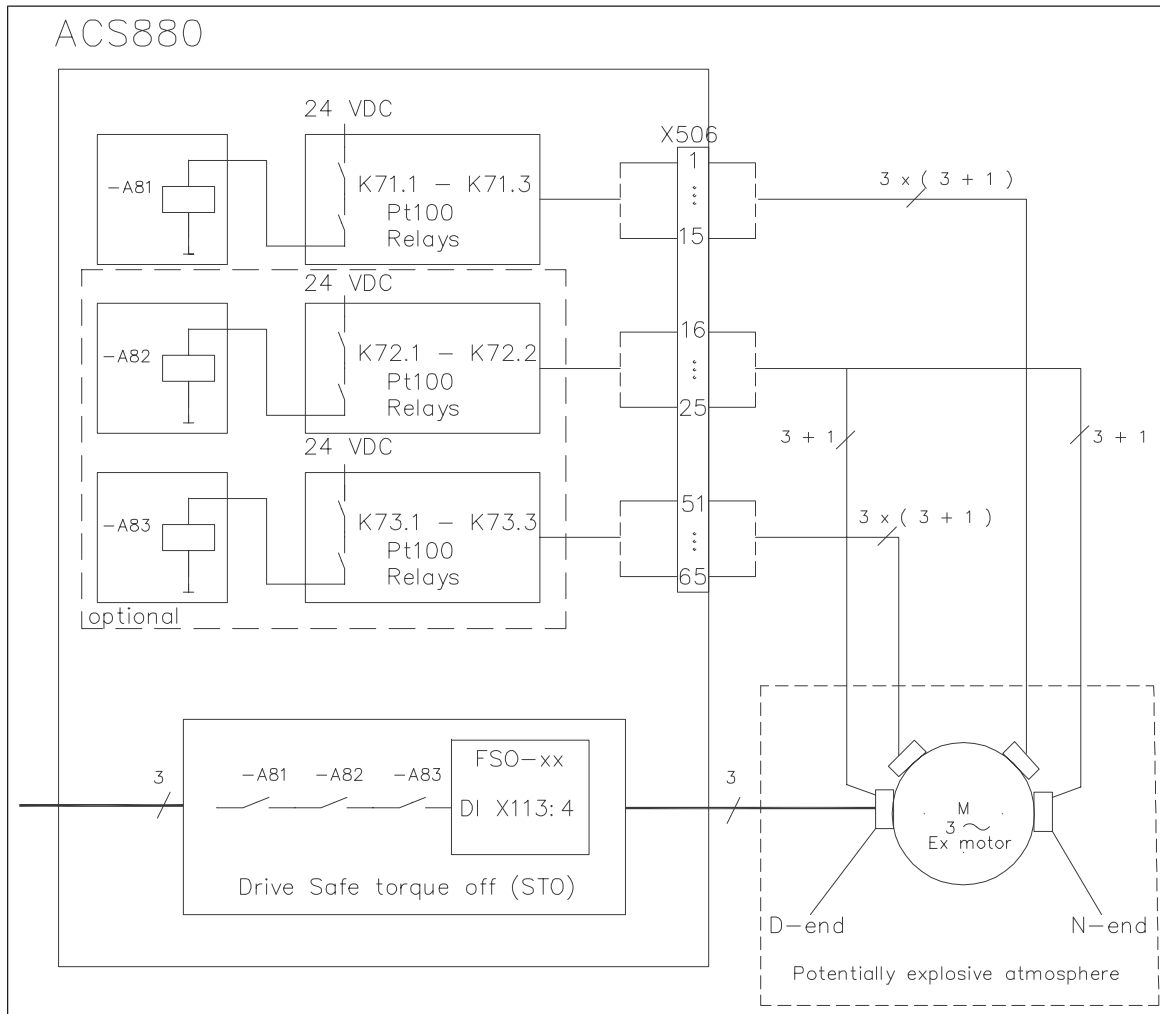 ACS880
24 VDC
X506
-A81
K71.1 - K71.3
Pt100
Relays
1
15
3 x ( 3 + 1 )
24 VDC
-A82
K72.1 - K72.2
Pt100
Relays
16
25
3 + 1
3 + 1
24 VDC
-A83
K73.1 - K73.3
Pt100
Relays
51
65
3 x ( 3 + 1 )
optional
3
-A81
-A82
-A83
FSO-xx
DI X113:4
Drive Safe torque off (STO)
3
M
3 ~
Ex motor
D-end
N-end
Potentially explosive atmosphere